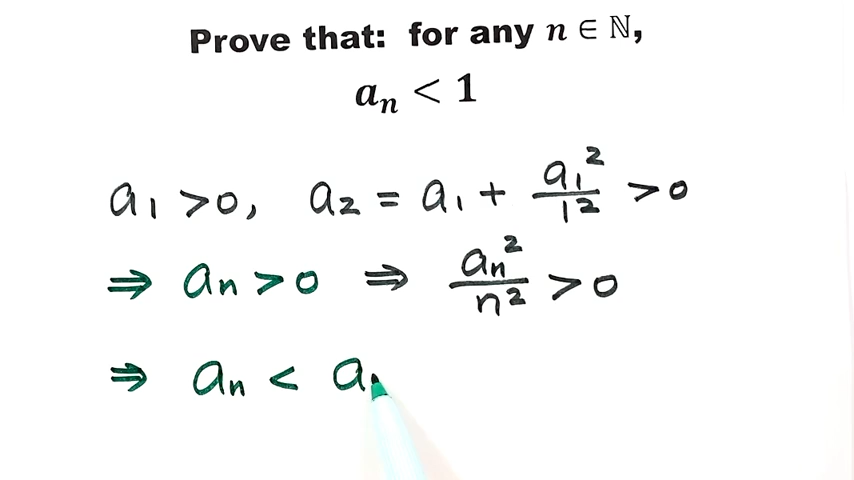 Prove that: for any n ∈ ℕ,
aₙ < 1
a₁ > 0, a₂ = a₁ + a₁²/1² > 0
⇒ aₙ > 0 ⇒ aₙ²/n² > 0
⇒ aₙ < a